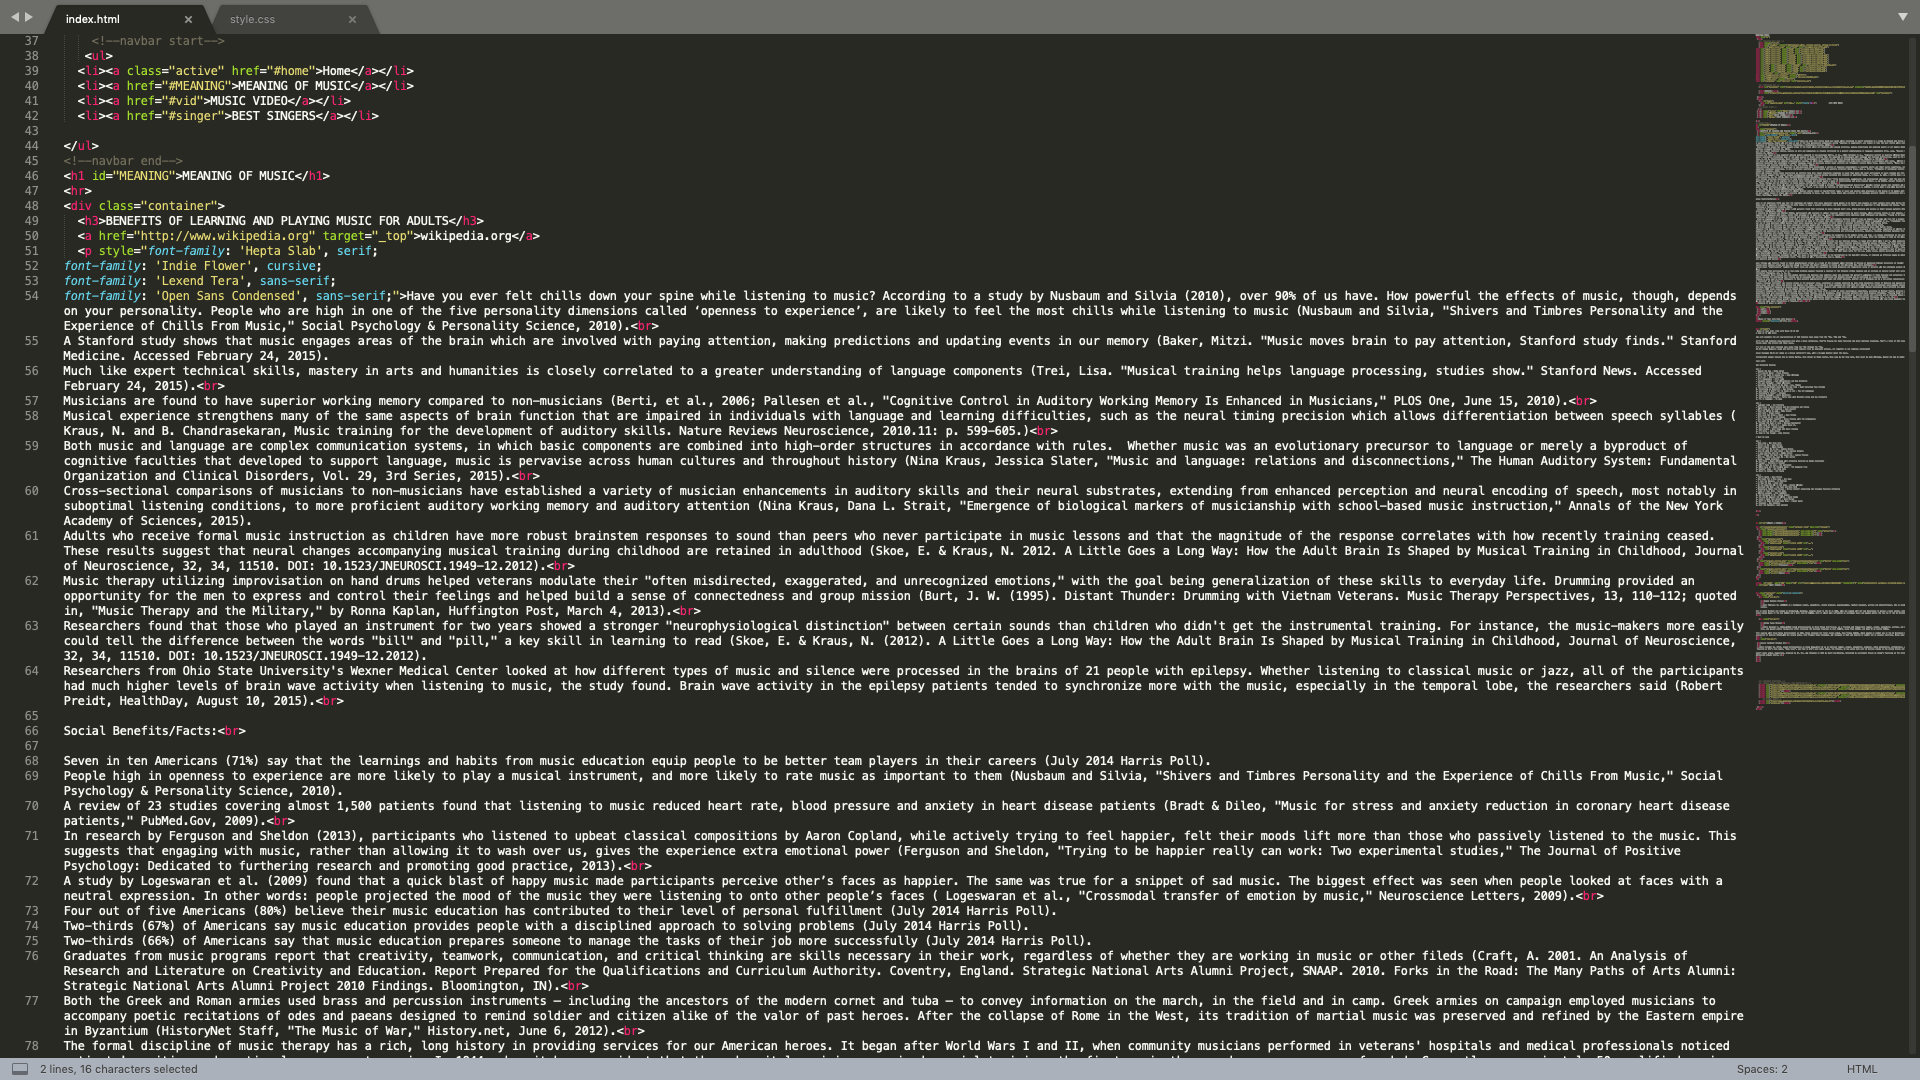 index.html × style.css ×
37 <!--navbar start-->
38 <ul>
39 <li><a class="active" href="#home">Home</a></li>
40 <li><a href="#MEANING">MEANING OF MUSIC</a></li>
41 <li><a href="#vid">MUSIC VIDEO</a></li>
42 <li><a href="#singer">BEST SINGERS</a></li>
43
44 </ul>
45 <!--navbar end-->
46 <h1 id="MEANING">MEANING OF MUSIC</h1>
47 <hr>
48 <div class="container">
49 <h3>BENEFITS OF LEARNING AND PLAYING MUSIC FOR ADULTS</h3>
50 <a href="http://www.wikipedia.org" target="_top">wikipedia.org</a>
51 <p style="font-family: 'Hepta Slab', serif;
52 font-family: 'Indie Flower', cursive;
53 font-family: 'Lexend Tera', sans-serif;
54 font-family: 'Open Sans Condensed', sans-serif;">Have you ever felt chills down your spine while listening to music? According to a study by Nusbaum and Silvia (2010), over 90% of us have. How powerful the effects of music, though, depends
on your personality. People who are high in one of the five personality dimensions called ‘openness to experience’, are likely to feel the most chills while listening to music (Nusbaum and Silvia, "Shivers and Timbres Personality and the
Experience of Chills From Music," Social Psychology & Personality Science, 2010).<br>
55 A Stanford study shows that music engages areas of the brain which are involved with paying attention, making predictions and updating events in our memory (Baker, Mitzi. "Music moves brain to pay attention, Stanford study finds." Stanford
Medicine. Accessed February 24, 2015).
56 Much like expert technical skills, mastery in arts and humanities is closely correlated to a greater understanding of language components (Trei, Lisa. "Musical training helps language processing, studies show." Stanford News. Accessed
February 24, 2015).<br>
57 Musicians are found to have superior working memory compared to non-musicians (Berti, et al., 2006; Pallesen et al., "Cognitive Control in Auditory Working Memory Is Enhanced in Musicians," PLOS One, June 15, 2010).<br>
58 Musical experience strengthens many of the same aspects of brain function that are impaired in individuals with language and learning difficulties, such as the neural timing precision which allows differentiation between speech syllables (
Kraus, N. and B. Chandrasekaran, Music training for the development of auditory skills. Nature Reviews Neuroscience, 2010.11: p. 599-605.)<br>
59 Both music and language are complex communication systems, in which basic components are combined into high-order structures in accordance with rules.  Whether music was an evolutionary precursor to language or merely a byproduct of
cognitive faculties that developed to support language, music is pervavise across human cultures and throughout history (Nina Kraus, Jessica Slater, "Music and language: relations and disconnections," The Human Auditory System: Fundamental
Organization and Clinical Disorders, Vol. 29, 3rd Series, 2015).<br>
60 Cross-sectional comparisons of musicians to non-musicians have established a variety of musician enhancements in auditory skills and their neural substrates, extending from enhanced perception and neural encoding of speech, most notably in
suboptimal listening conditions, to more proficient auditory working memory and auditory attention (Nina Kraus, Dana L. Strait, "Emergence of biological markers of musicianship with school-based music instruction," Annals of the New York
Academy of Sciences, 2015).
61 Adults who receive formal music instruction as children have more robust brainstem responses to sound than peers who never participate in music lessons and that the magnitude of the response correlates with how recently training ceased.
These results suggest that neural changes accompanying musical training during childhood are retained in adulthood (Skoe, E. & Kraus, N. 2012. A Little Goes a Long Way: How the Adult Brain Is Shaped by Musical Training in Childhood, Journal
of Neuroscience, 32, 34, 11510. DOI: 10.1523/JNEUROSCI.1949-12.2012).<br>
62 Music therapy utilizing improvisation on hand drums helped veterans modulate their "often misdirected, exaggerated, and unrecognized emotions," with the goal being generalization of these skills to everyday life. Drumming provided an
opportunity for the men to express and control their feelings and helped build a sense of connectedness and group mission (Burt, J. W. (1995). Distant Thunder: Drumming with Vietnam Veterans. Music Therapy Perspectives, 13, 110-112; quoted
in, "Music Therapy and the Military," by Ronna Kaplan, Huffington Post, March 4, 2013).<br>
63 Researchers found that those who played an instrument for two years showed a stronger "neurophysiological distinction" between certain sounds than children who didn't get the instrumental training. For instance, the music-makers more easily
could tell the difference between the words "bill" and "pill," a key skill in learning to read (Skoe, E. & Kraus, N. (2012). A Little Goes a Long Way: How the Adult Brain Is Shaped by Musical Training in Childhood, Journal of Neuroscience,
32, 34, 11510. DOI: 10.1523/JNEUROSCI.1949-12.2012).
64 Researchers from Ohio State University's Wexner Medical Center looked at how different types of music and silence were processed in the brains of 21 people with epilepsy. Whether listening to classical music or jazz, all of the participants
had much higher levels of brain wave activity when listening to music, the study found. Brain wave activity in the epilepsy patients tended to synchronize more with the music, especially in the temporal lobe, the researchers said (Robert
Preidt, HealthDay, August 10, 2015).<br>
65
66 Social Benefits/Facts:<br>
67
68 Seven in ten Americans (71%) say that the learnings and habits from music education equip people to be better team players in their careers (July 2014 Harris Poll).
69 People high in openness to experience are more likely to play a musical instrument, and more likely to rate music as important to them (Nusbaum and Silvia, "Shivers and Timbres Personality and the Experience of Chills From Music," Social
Psychology & Personality Science, 2010).
70 A review of 23 studies covering almost 1,500 patients found that listening to music reduced heart rate, blood pressure and anxiety in heart disease patients (Bradt & Dileo, "Music for stress and anxiety reduction in coronary heart disease
patients," PubMed.Gov, 2009).<br>
71 In research by Ferguson and Sheldon (2013), participants who listened to upbeat classical compositions by Aaron Copland, while actively trying to feel happier, felt their moods lift more than those who passively listened to the music. This
suggests that engaging with music, rather than allowing it to wash over us, gives the experience extra emotional power (Ferguson and Sheldon, "Trying to be happier really can work: Two experimental studies," The Journal of Positive
Psychology: Dedicated to furthering research and promoting good practice, 2013).<br>
72 A study by Logeswaran et al. (2009) found that a quick blast of happy music made participants perceive other’s faces as happier. The same was true for a snippet of sad music. The biggest effect was seen when people looked at faces with a
neutral expression. In other words: people projected the mood of the music they were listening to onto other people’s faces ( Logeswaran et al., "Crossmodal transfer of emotion by music," Neuroscience Letters, 2009).<br>
73 Four out of five Americans (80%) believe their music education has contributed to their level of personal fulfillment (July 2014 Harris Poll).
74 Two-thirds (67%) of Americans say music education provides people with a disciplined approach to solving problems (July 2014 Harris Poll).
75 Two-thirds (66%) of Americans say that music education prepares someone to manage the tasks of their job more successfully (July 2014 Harris Poll).
76 Graduates from music programs report that creativity, teamwork, communication, and critical thinking are skills necessary in their work, regardless of whether they are working in music or other fileds (Craft, A. 2001. An Analysis of
Research and Literature on Creativity and Education. Report Prepared for the Qualifications and Curriculum Authority. Coventry, England. Strategic National Arts Alumni Project, SNAAP. 2010. Forks in the Road: The Many Paths of Arts Alumni:
Strategic National Arts Alumni Project 2010 Findings. Bloomington, IN).<br>
77 Both the Greek and Roman armies used brass and percussion instruments — including the ancestors of the modern cornet and tuba — to convey information on the march, in the field and in camp. Greek armies on campaign employed musicians to
accompany poetic recitations of odes and paeans designed to remind soldier and citizen alike of the valor of past heroes. After the collapse of Rome in the West, its tradition of martial music was preserved and refined by the Eastern empire
in Byzantium (HistoryNet Staff, "The Music of War," History.net, June 6, 2012).<br>
78 The formal discipline of music therapy has a rich, long history in providing services for our American heroes. It began after World Wars I and II, when community musicians performed in veterans' hospitals and medical professionals noticed
2 lines, 16 characters selected Spaces: 2 HTML